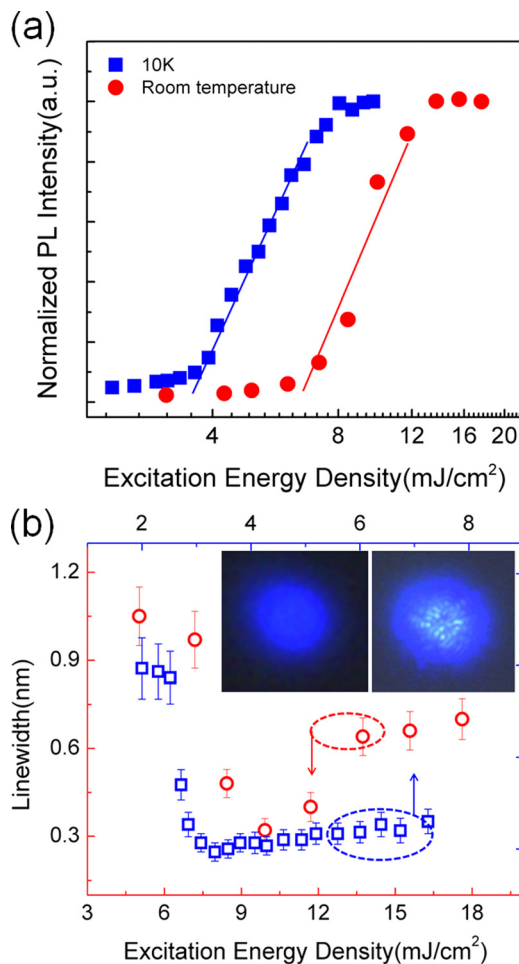 (a)
10K
Room temperature
Normalized PL Intensity(a.u.)
4 8 12 16 20
Excitation Energy Density(mJ/cm²)
(b)
2 4 6 8
1.2
0.9
0.6
0.3
Linewidth(nm)
3 6 9 12 15 18
Excitation Energy Density(mJ/cm²)